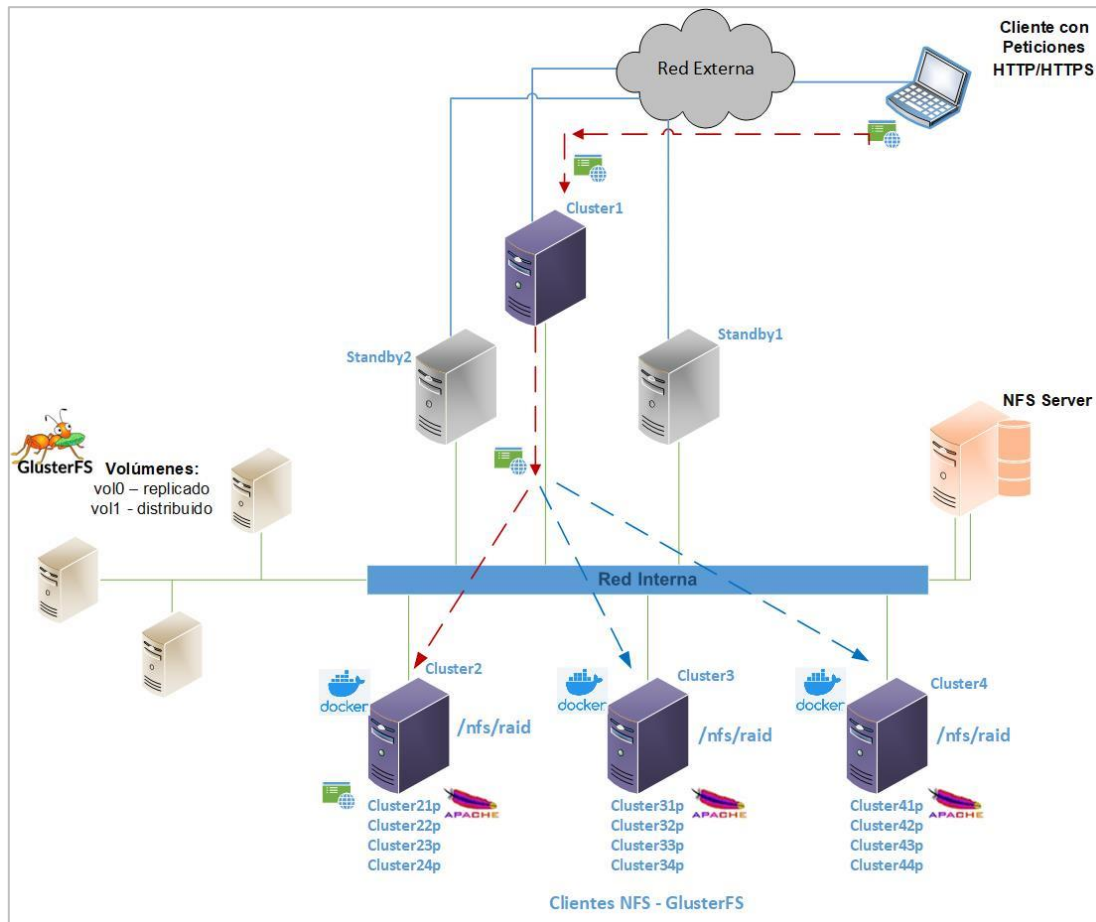 Cliente con
Peticiones
HTTP/HTTPS
Red Externa
Cluster1
Standby2
Standby1
NFS Server
GlusterFS
Volúmenes:
vol0 – replicado
vol1 - distribuido
Red Interna
Cluster2
docker
/nfs/raid
Cluster21p
Cluster22p
Cluster23p
Cluster24p
APACHE
Cluster3
docker
/nfs/raid
Cluster31p
Cluster32p
Cluster33p
Cluster34p
APACHE
Cluster4
docker
/nfs/raid
Cluster41p
Cluster42p
Cluster43p
Cluster44p
APACHE
Clientes NFS - GlusterFS